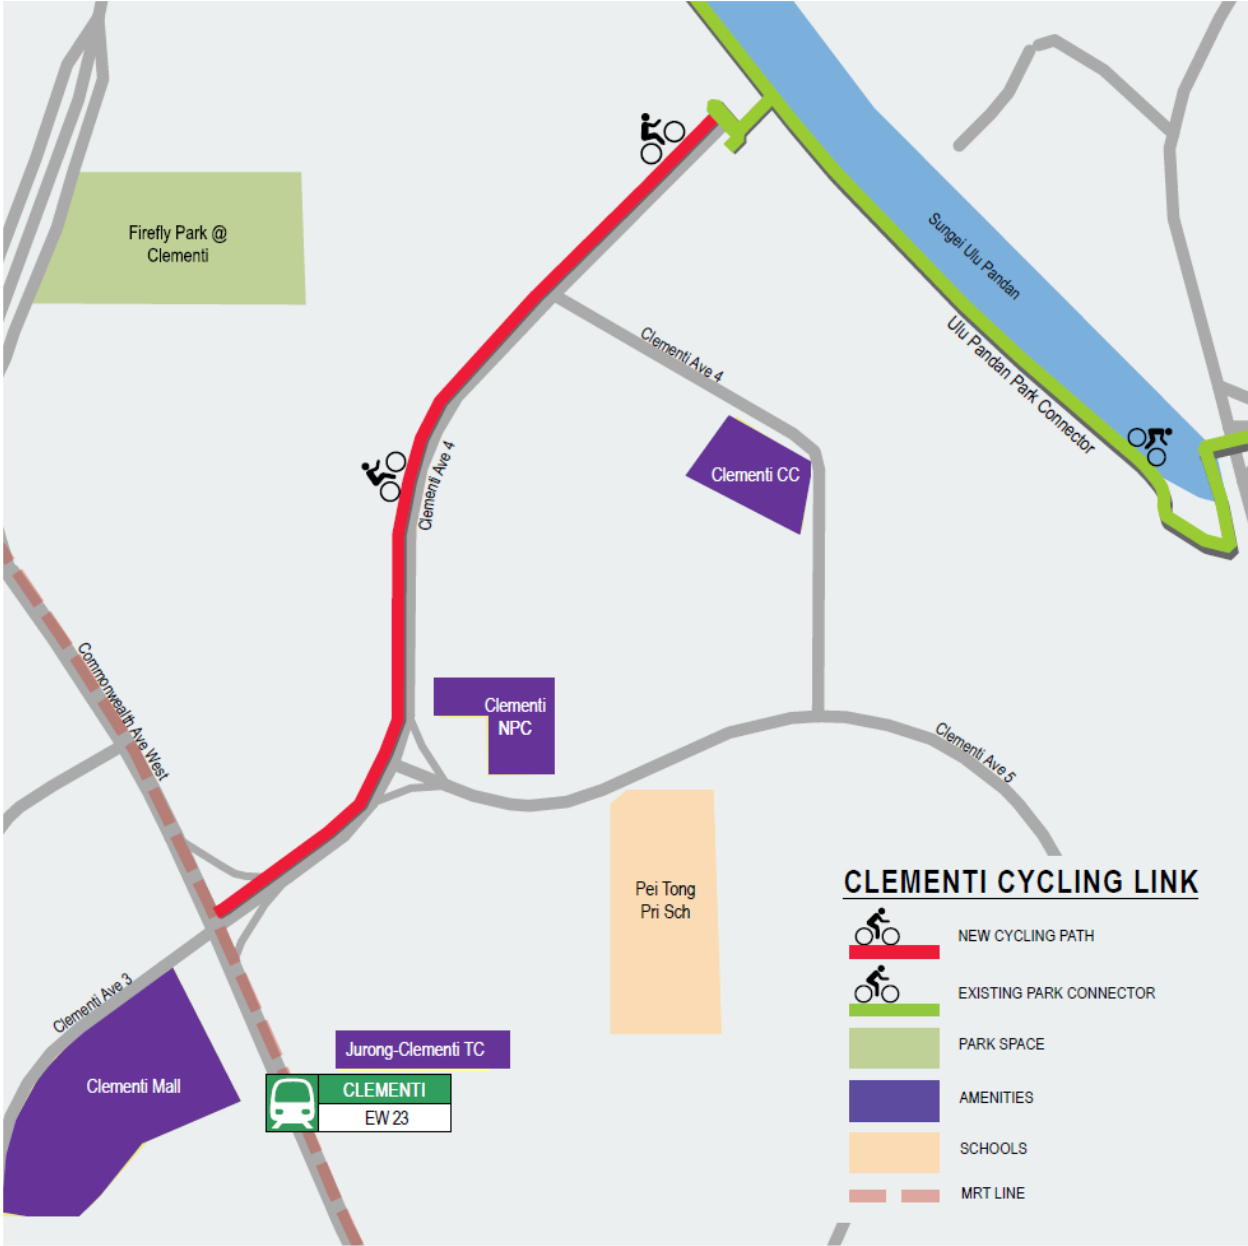 Firefly Park @
Clementi
Sungei Ulu Pandan
Ulu Pandan Park Connector
Clementi Ave 4
Clementi CC
Clementi Ave 4
Commonwealth Ave West
Clementi
NPC
Clementi Ave 5
Pei Tong
Pri Sch
Clementi Ave 3
Clementi Mall
Jurong-Clementi TC
CLEMENTI
EW 23
CLEMENTI CYCLING LINK
NEW CYCLING PATH
EXISTING PARK CONNECTOR
PARK SPACE
AMENITIES
SCHOOLS
MRT LINE